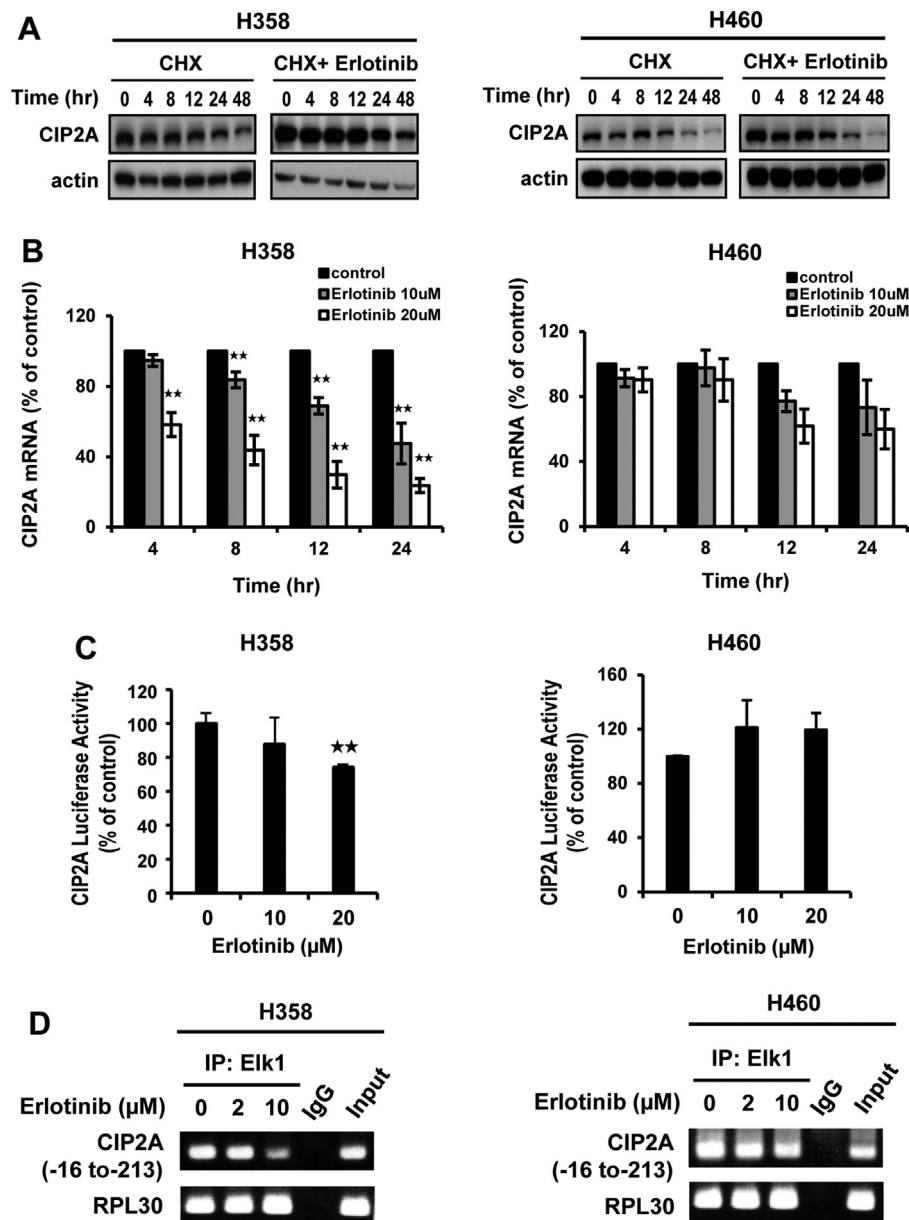 A
H358
CHX CHX+ Erlotinib
Time (hr) 0 4 8 12 24 48 0 4 8 12 24 48
CIP2A
actin
H460
CHX CHX+ Erlotinib
Time (hr) 0 4 8 12 24 48 0 4 8 12 24 48
CIP2A
actin
B
H358
control
Erlotinib 10uM
Erlotinib 20uM
CIP2A mRNA (% of control)
120
80
40
0
★★ ★★ ★★ ★★ ★★ ★★ ★★
4 8 12 24
Time (hr)
H460
control
Erlotinib 10uM
Erlotinib 20uM
CIP2A mRNA (% of control)
120
80
40
0
4 8 12 24
Time (hr)
C
H358
CIP2A Luciferase Activity
(% of control)
120
100
80
60
40
20
0
★★
0 10 20
Erlotinib (µM)
H460
CIP2A Luciferase Activity
(% of control)
160
120
80
40
0
0 10 20
Erlotinib (µM)
D
H358
IP: Elk1
IgG
Input
Erlotinib (µM) 0 2 10
CIP2A
(-16 to-213)
RPL30
H460
IP: Elk1
IgG
Input
Erlotinib (µM) 0 2 10
CIP2A
(-16 to-213)
RPL30